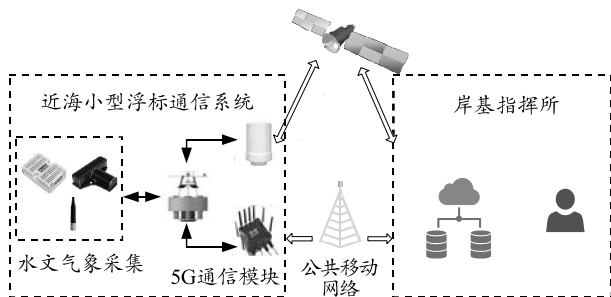 近海小型浮标通信系统
岸基指挥所
水文气象采集
5G通信模块
公共移动
网络